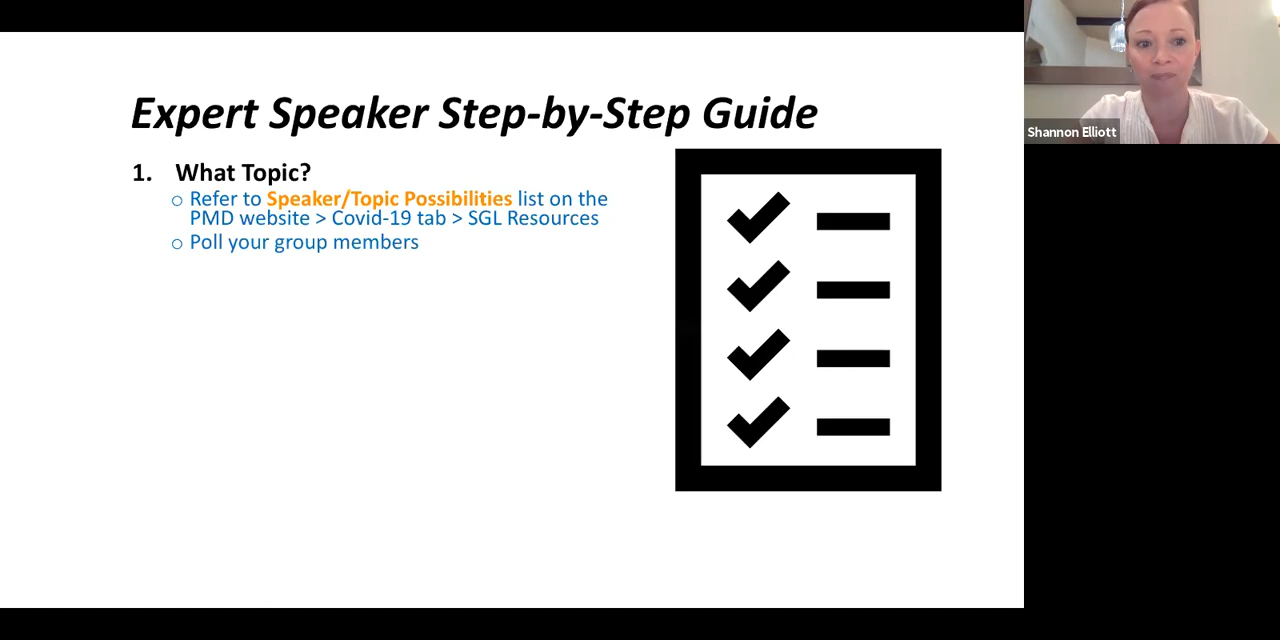 Expert Speaker Step-by-Step Guide
1. What Topic?
○ Refer to Speaker/Topic Possibilities list on the
PMD website > Covid-19 tab > SGL Resources
○ Poll your group members
Shannon Elliott